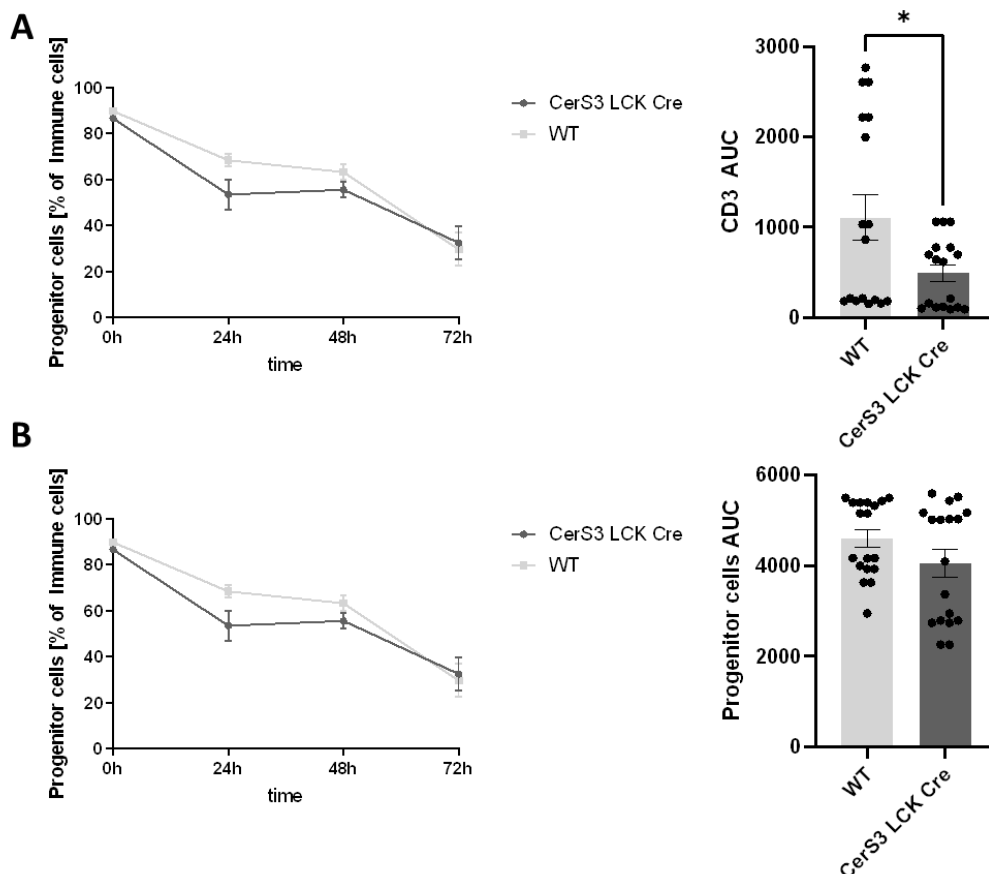 A
Progenitor cells [% of Immune cells]
100
80
60
40
20
0
0h 24h 48h 72h
time
CerS3 LCK Cre
WT
*
CD3 AUC
3000
2000
1000
0
WT
CerS3 LCK Cre
B
Progenitor cells [% of Immune cells]
100
80
60
40
20
0
0h 24h 48h 72h
time
CerS3 LCK Cre
WT
Progenitor cells AUC
6000
4000
2000
0
WT
CerS3 LCK Cre